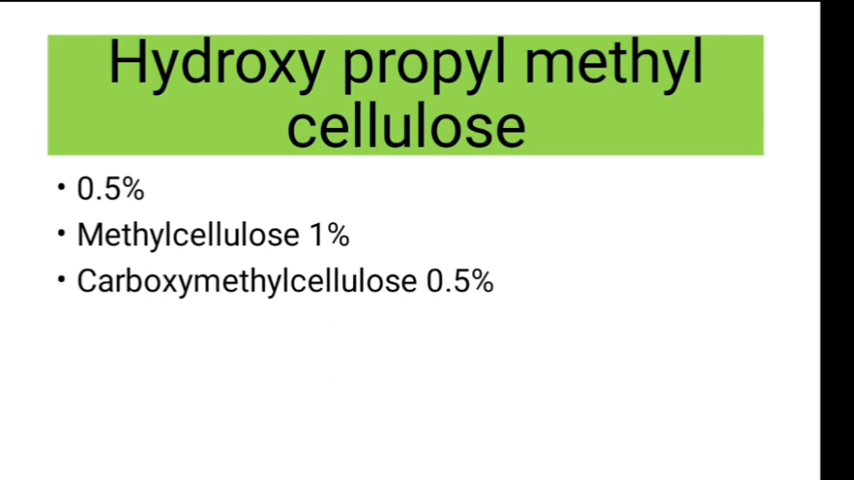 Hydroxy propyl methyl
cellulose
• 0.5%
• Methylcellulose 1%
• Carboxymethylcellulose 0.5%